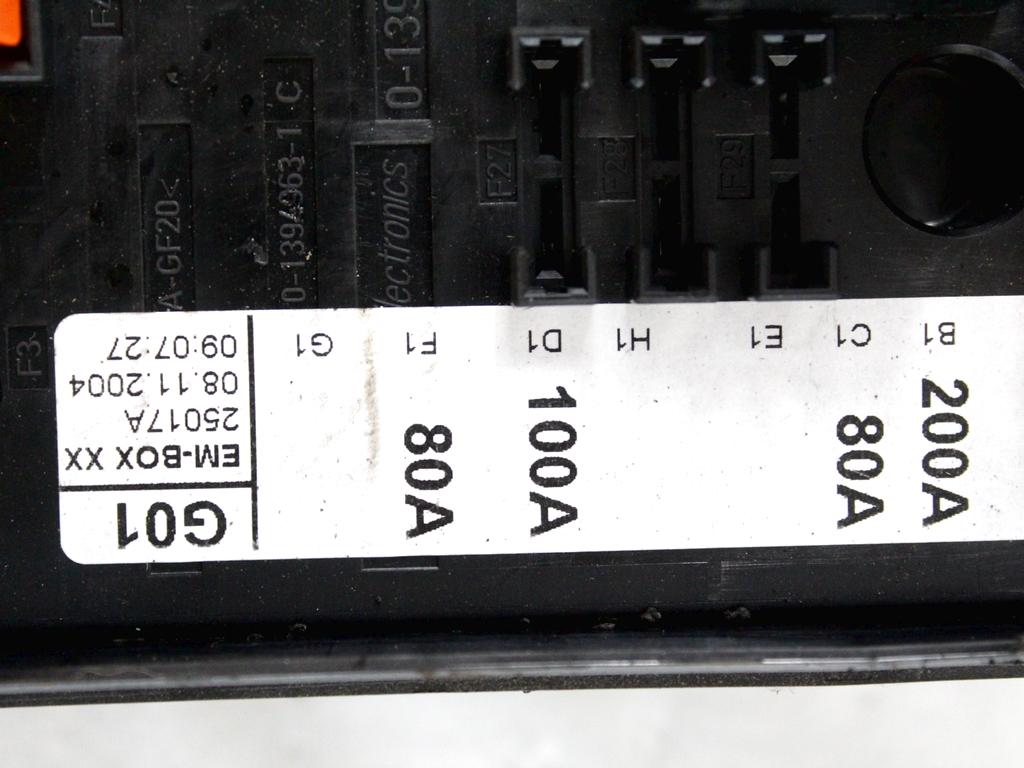 G01
EM-BOX XX
25017A
08.11.2004
09:07:27
G1
F1
D1
H1
E1
C1
B1
80A
100A
80A
200A
F27
F28
F29
F3
A-GF20<
0-1394963-1 C
lectronics
0-139